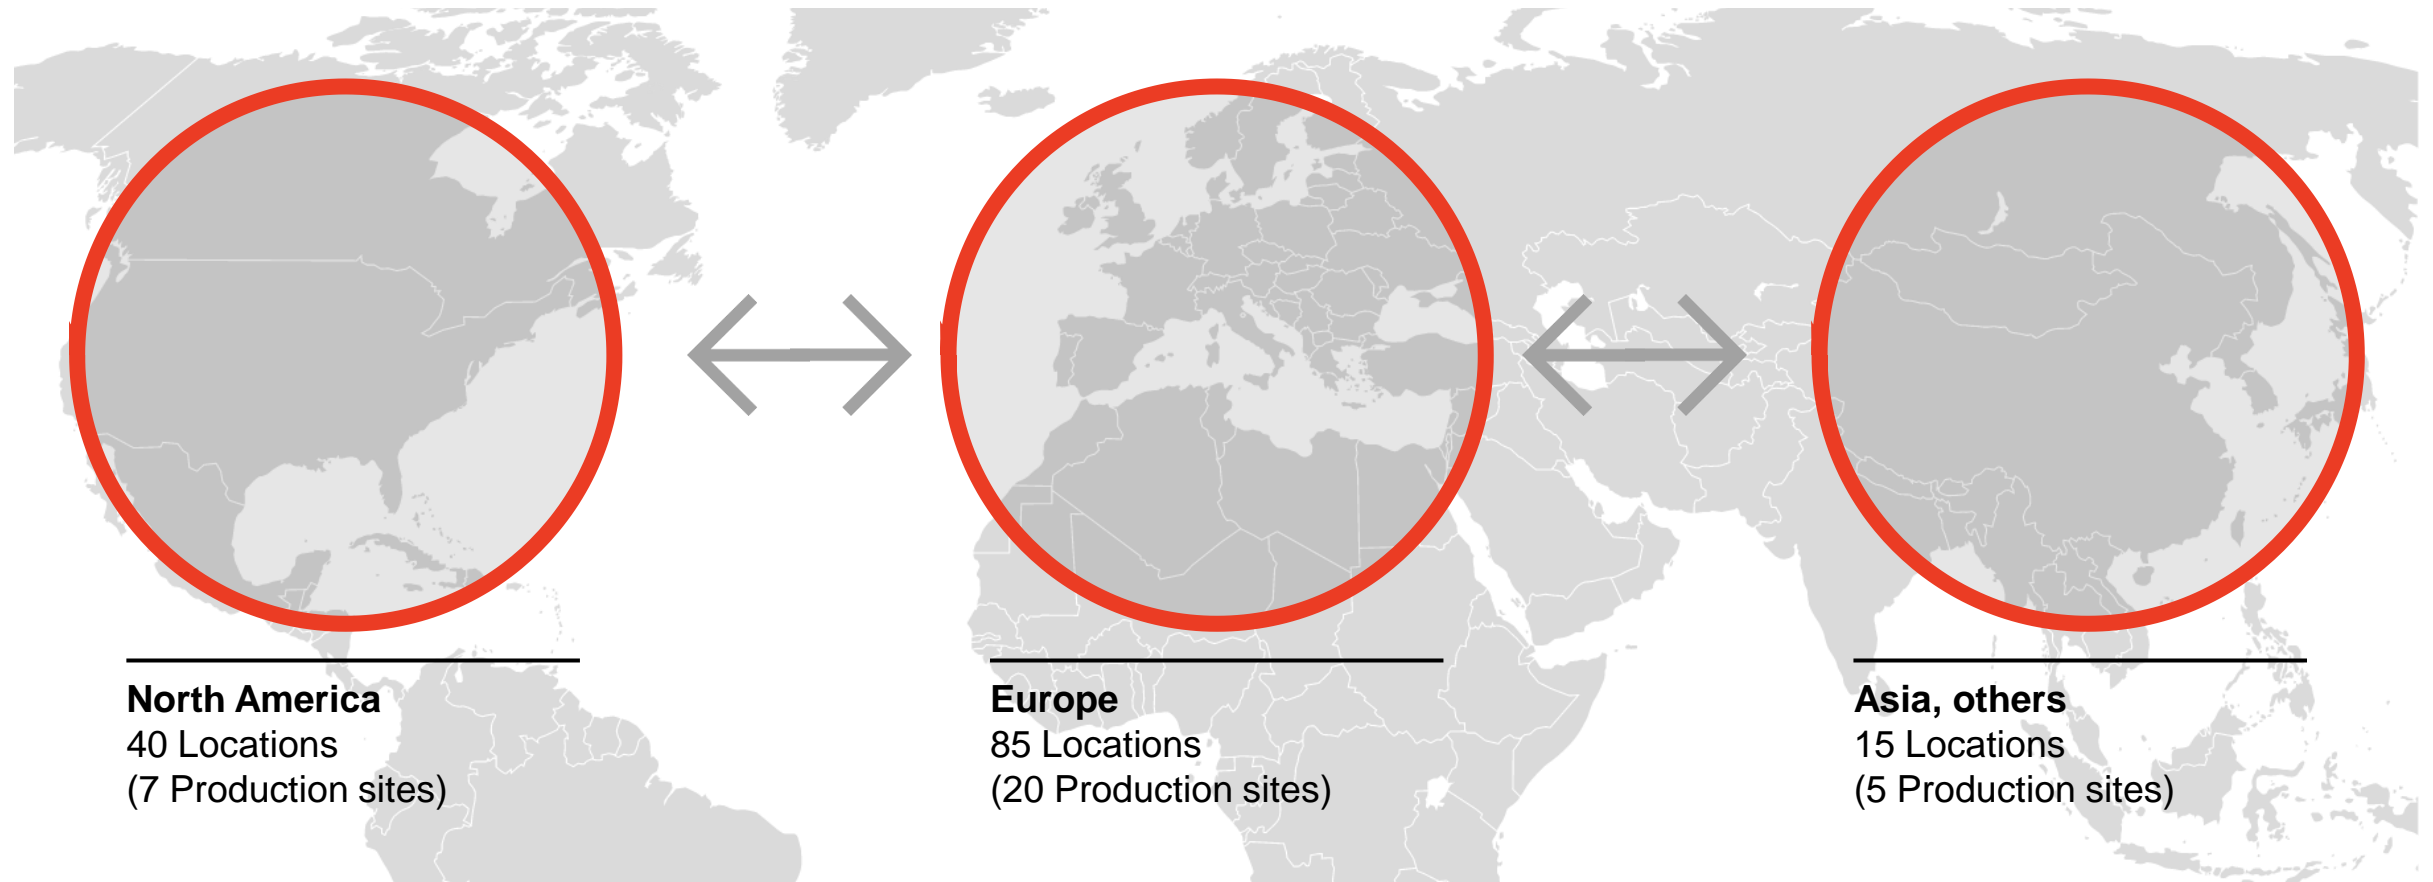 North America
40 Locations
(7 Production sites)
Europe
85 Locations
(20 Production sites)
Asia, others
15 Locations
(5 Production sites)